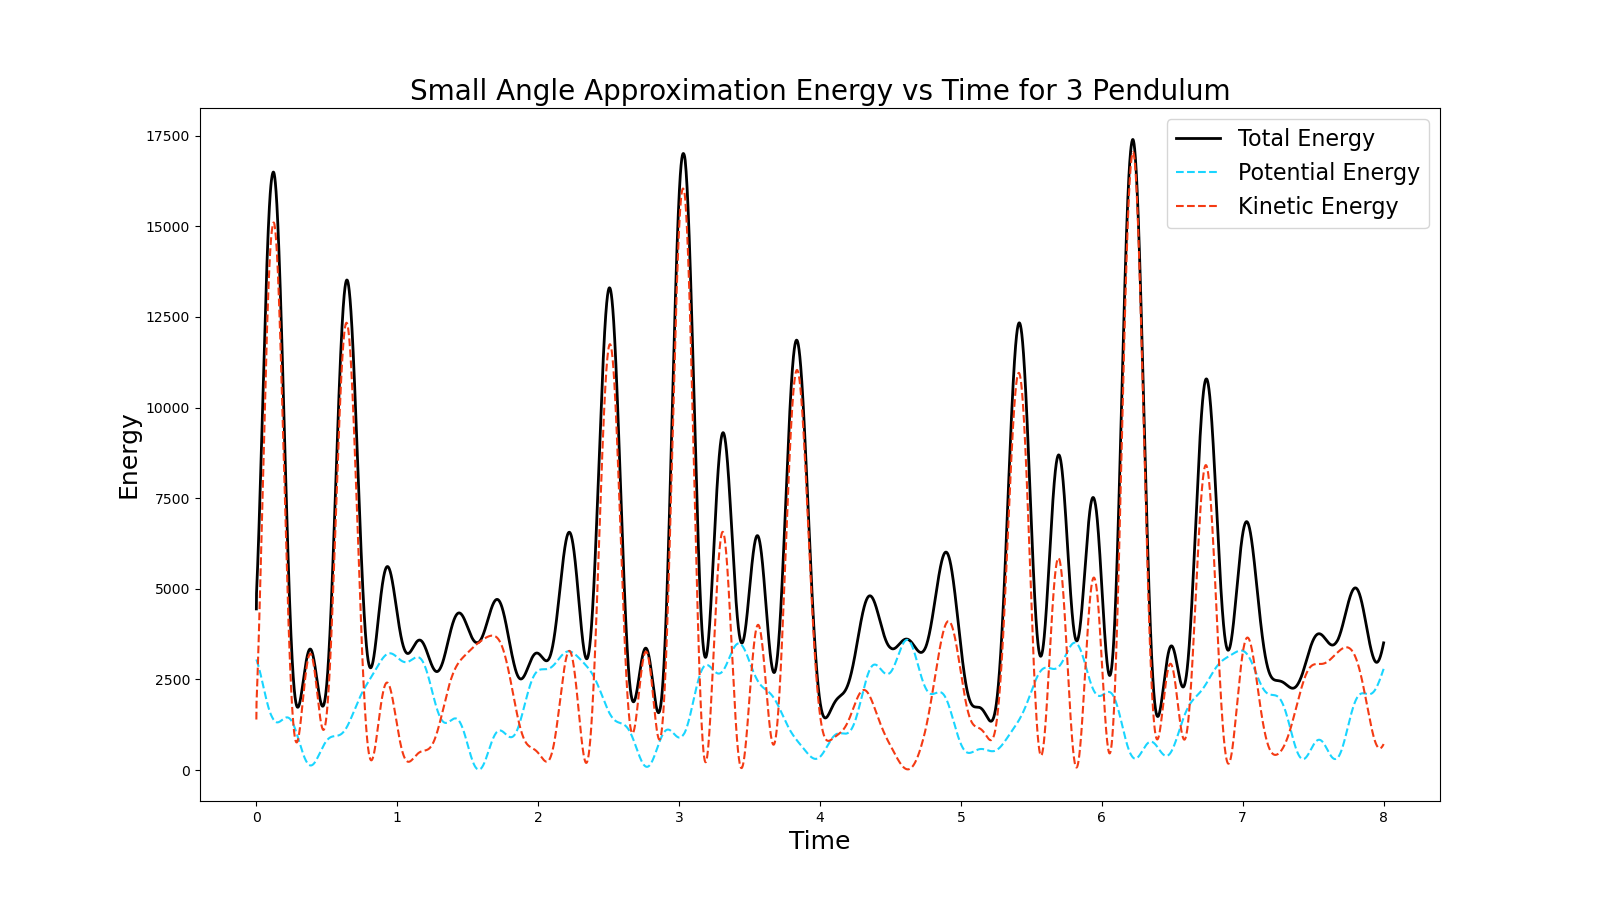 Small Angle Approximation Energy vs Time for 3 Pendulum
Total Energy
Potential Energy
Kinetic Energy
Energy
17500
15000
12500
10000
7500
5000
2500
0
0 1 2 3 4 5 6 7 8
Time